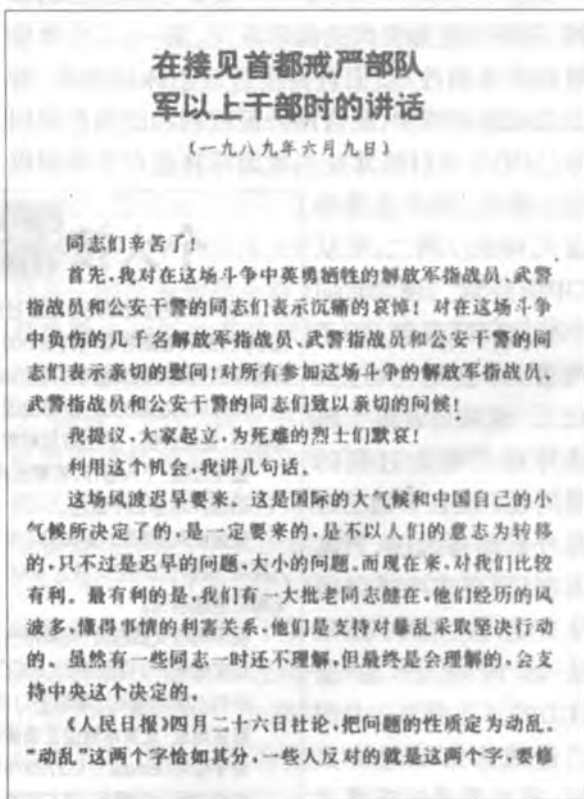 在接见首都戒严部队
军以上干部时的讲话
(一九八九年六月九日)
同志们辛苦了!
首先,我对在这场斗争中英勇牺牲的解放军指战员、武警
指战员和公安干警的同志们表示沉痛的哀悼!对在这场斗争
中负伤的几千名解放军指战员、武警指战员和公安干警的同
志们表示亲切的慰问!对所有参加这场斗争的解放军指战员、
武警指战员和公安干警的同志们致以亲切的问候!
我提议,大家起立,为死难的烈士们默哀!
利用这个机会,我讲几句话。
这场风波迟早要来。这是国际的大气候和中国自己的小
气候所决定了的,是一定要来的,是不以人们的意志为转移
的,只不过是迟早的问题,大小的问题。而现在来,对我们比较
有利。最有利的是,我们有一大批老同志健在,他们经历的风
波多,懂得事情的利害关系,他们是支持对暴乱采取坚决行动
的。虽然有一些同志一时还不理解,但最终是会理解的,会支
持中央这个决定的。
《人民日报》四月二十六日社论,把问题的性质定为动乱。
“动乱”这两个字恰如其分,一些人反对的就是这两个字,要修